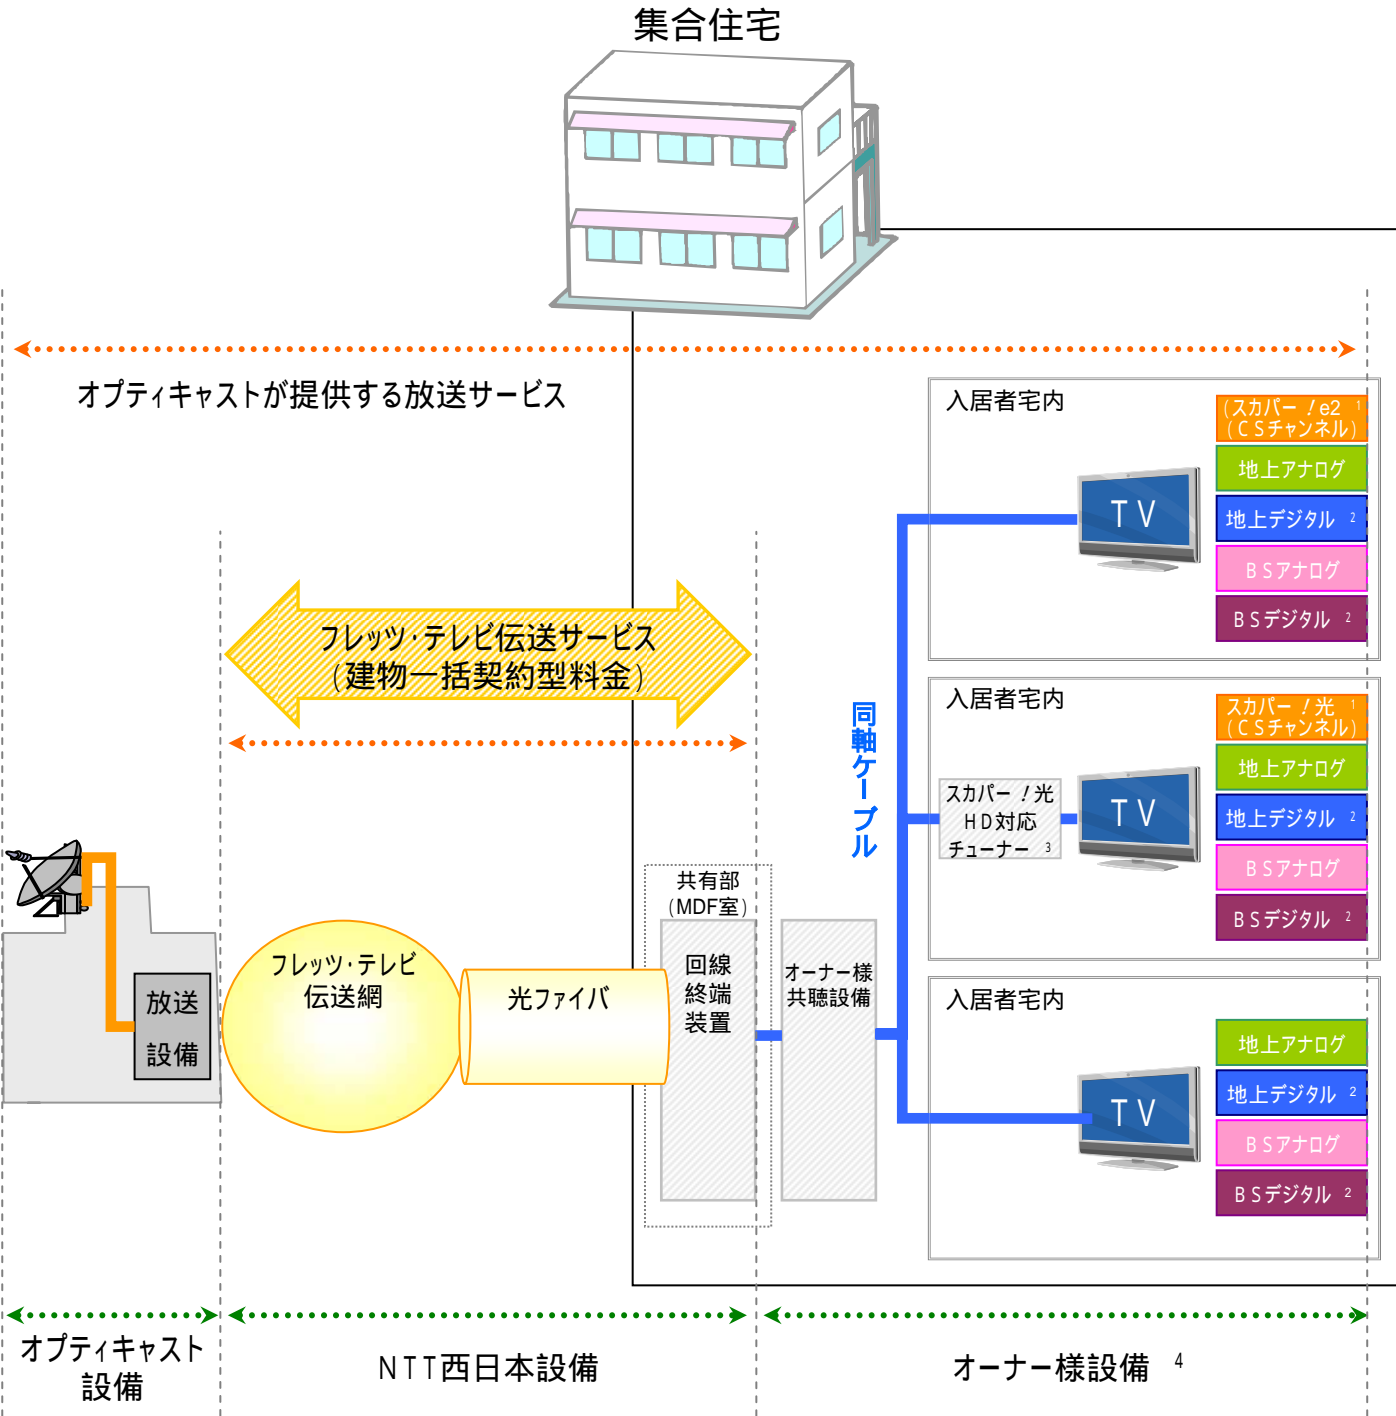 集合住宅
オプティキャストが提供する放送サービス
入居者宅内
(スカパー！e2 1
(CSチャンネル)
地上アナログ
地上デジタル 2
BSアナログ
BSデジタル 2
TV
フレッツ・テレビ伝送サービス
(建物一括契約型料金)
同軸ケーブル
入居者宅内
スカパー！光 1
(CSチャンネル)
地上アナログ
地上デジタル 2
BSアナログ
BSデジタル 2
スカパー！光
HD対応
チューナー 3
TV
共有部
(MDF室)
回線
終端
装置
オーナー様
共聴設備
フレッツ・テレビ
伝送網
光ファイバ
放送
設備
入居者宅内
地上アナログ
地上デジタル 2
BSアナログ
BSデジタル 2
TV
オプティキャスト
設備
NTT西日本設備
オーナー様設備 4